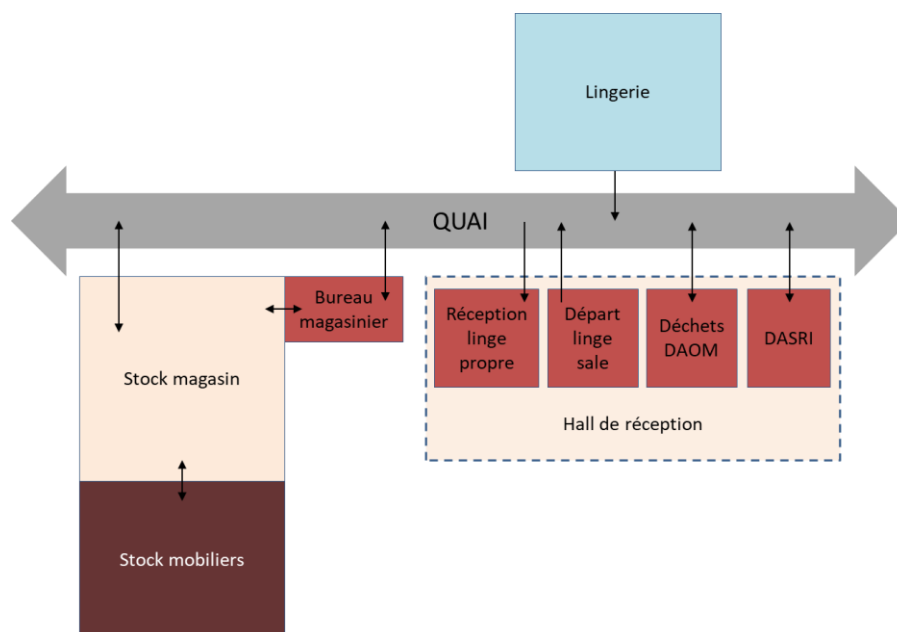 Lingerie
QUAI
Bureau
magasinier
Réception
linge
propre
Départ
linge
sale
Déchets
DAOM
DASRI
Stock magasin
Hall de réception
Stock mobiliers